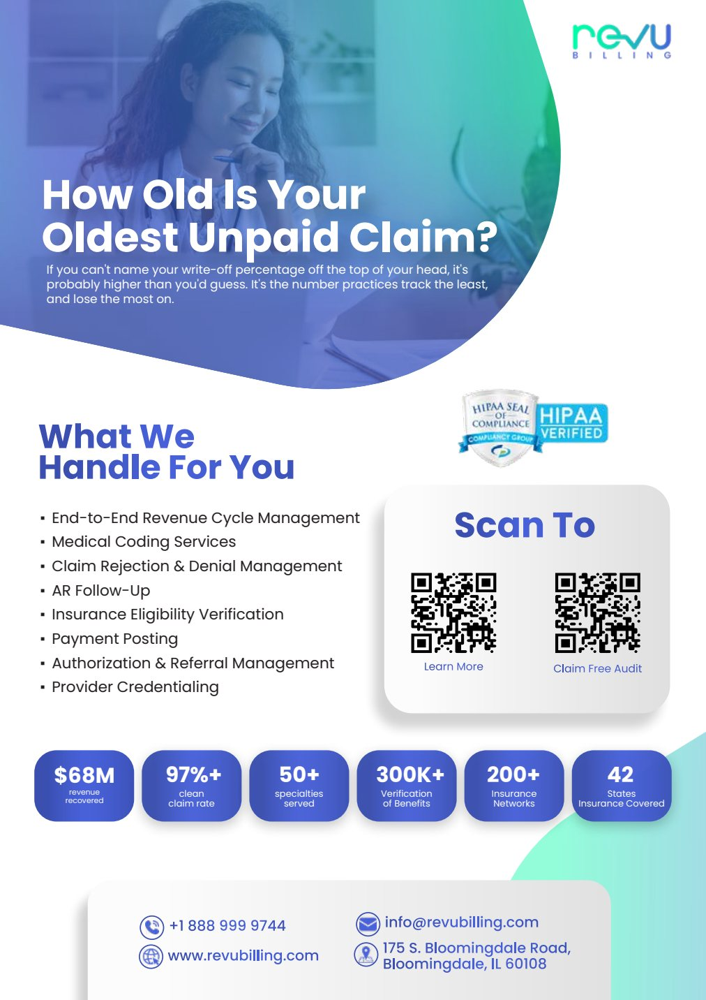 revu
BILLING
How Old Is Your
Oldest Unpaid Claim?
If you can't name your write-off percentage off the top of your head, it's
probably higher than you'd guess. It's the number practices track the least,
and lose the most on.
HIPAA SEAL
OF
COMPLIANCE
COMPLIANCY GROUP
HIPAA
VERIFIED
What We
Handle For You
▪ End-to-End Revenue Cycle Management
▪ Medical Coding Services
▪ Claim Rejection & Denial Management
▪ AR Follow-Up
▪ Insurance Eligibility Verification
▪ Payment Posting
▪ Authorization & Referral Management
▪ Provider Credentialing
Scan To
Learn More
Claim Free Audit
$68M
revenue
recovered
97%+
clean
claim rate
50+
specialties
served
300K+
Verification
of Benefits
200+
Insurance
Networks
42
States
Insurance Covered
+1 888 999 9744
www.revubilling.com
info@revubilling.com
175 S. Bloomingdale Road,
Bloomingdale, IL 60108